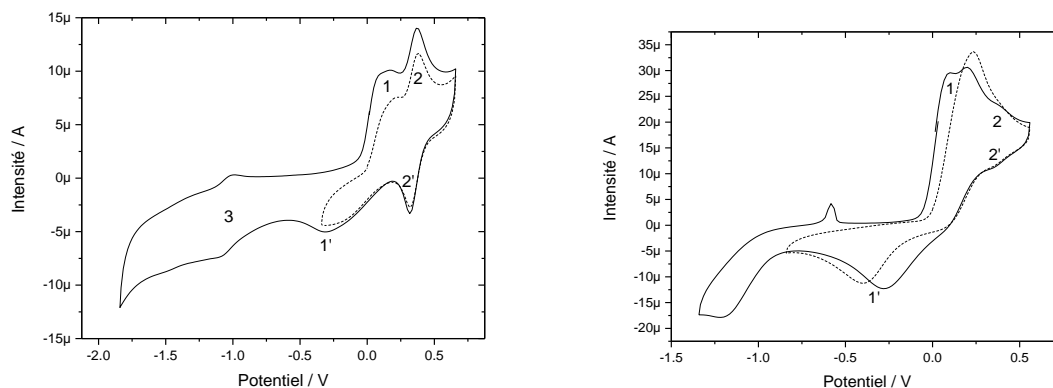 15µ
10µ
5µ
0µ
-5µ
-10µ
-15µ
Intensité / A
1
2
2'
3
1'
-2.0 -1.5 -1.0 -0.5 0.0 0.5
Potentiel / V
35µ
30µ
25µ
20µ
15µ
10µ
5µ
0µ
-5µ
-10µ
-15µ
-20µ
Intensité / A
1
2
2'
1'
-1.5 -1.0 -0.5 0.0 0.5
Potentiel / V